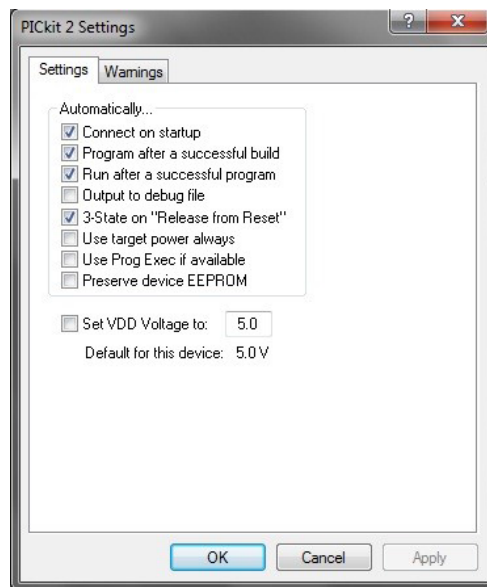 PICkit 2 Settings
Settings
Warnings
Automatically...
Connect on startup
Program after a successful build
Run after a successful program
Output to debug file
3-State on "Release from Reset"
Use target power always
Use Prog Exec if available
Preserve device EEPROM
Set VDD Voltage to: 5.0
Default for this device: 5.0 V
OK Cancel Apply